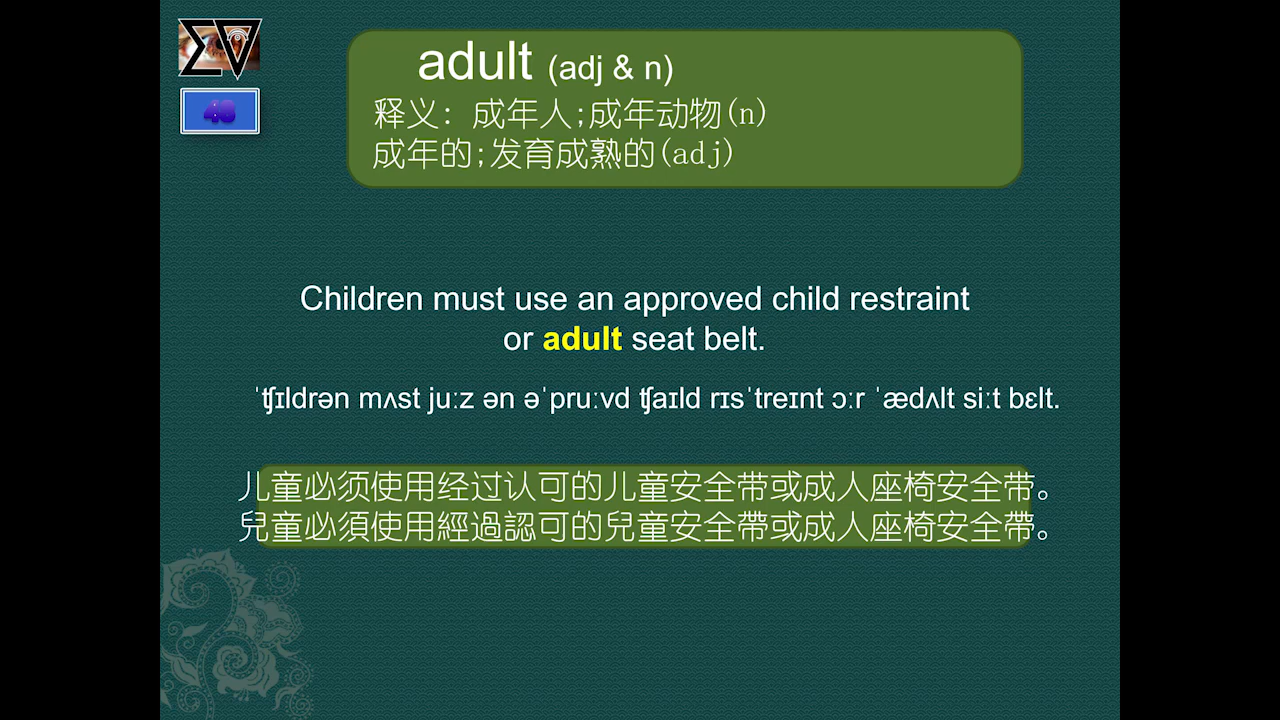 adult (adj & n)
释义: 成年人;成年动物(n)
成年的;发育成熟的(adj)
48
Children must use an approved child restraint
or adult seat belt.
ˈʧɪldrən mʌst juːz ən əˈpruːvd ʧaɪld rɪsˈtreɪnt ɔːr ˈædʌlt siːt bɛlt.
儿童必须使用经过认可的儿童安全带或成人座椅安全带。
兒童必須使用經過認可的兒童安全帶或成人座椅安全帶。